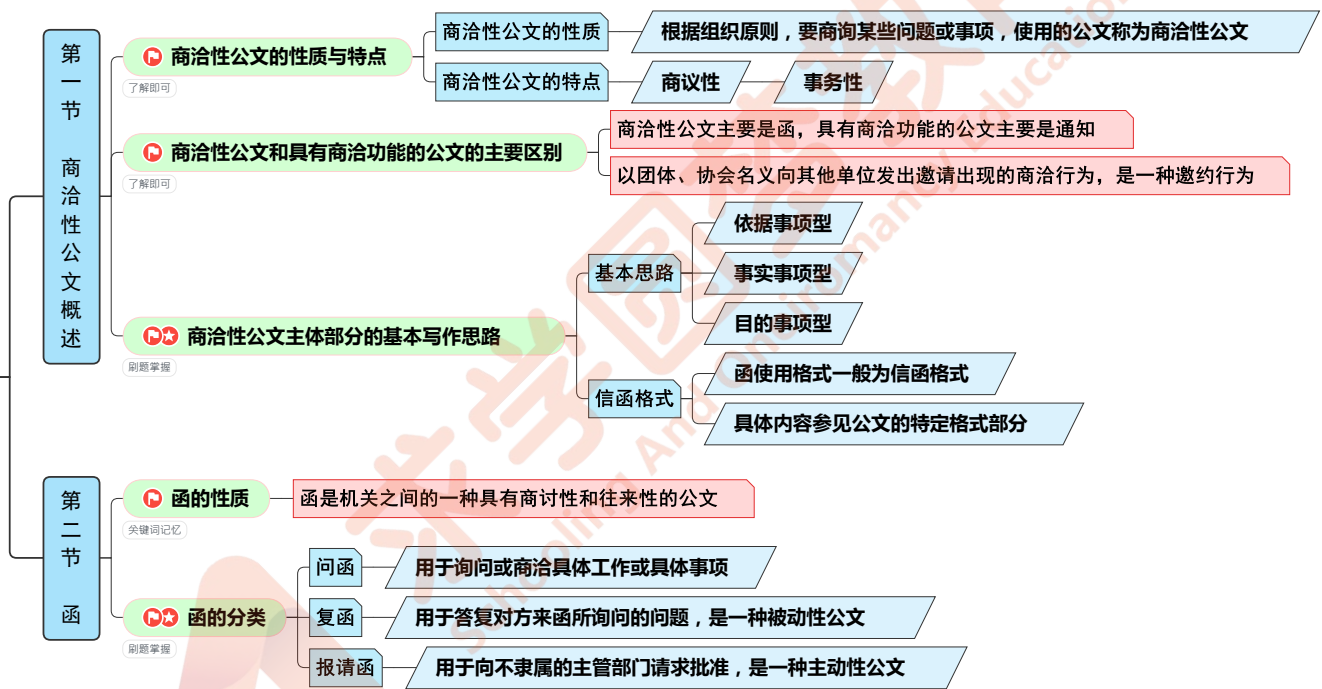 第一节 商洽性公文概述
商洽性公文的性质与特点
了解即可
商洽性公文的性质
根据组织原则，要商询某些问题或事项，使用的公文称为商洽性公文
商洽性公文的特点
商议性
事务性
商洽性公文和具有商洽功能的公文的主要区别
了解即可
商洽性公文主要是函，具有商洽功能的公文主要是通知
以团体、协会名义向其他单位发出邀请出现的商洽行为，是一种邀约行为
商洽性公文主体部分的基本写作思路
刷题掌握
基本思路
依据事项型
事实事项型
目的事项型
信函格式
函使用格式一般为信函格式
具体内容参见公文的特定格式部分
第二节 函
函的性质
关键词记忆
函是机关之间的一种具有商讨性和往来性的公文
函的分类
刷题掌握
问函
用于询问或商洽具体工作或具体事项
复函
用于答复对方来函所询问的问题，是一种被动性公文
报请函
用于向不隶属的主管部门请求批准，是一种主动性公文
求学圆梦教
Schooling And Oneiromancy Education